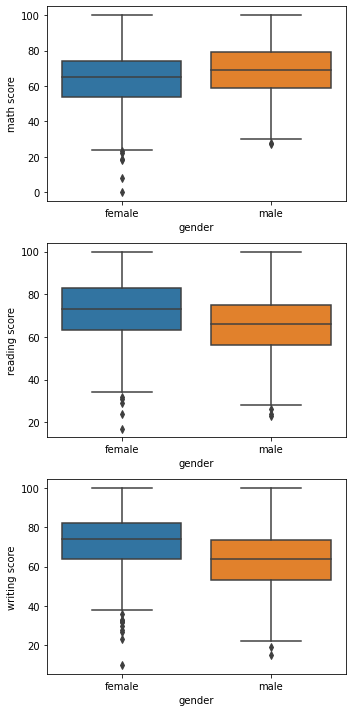 100
80
60
40
20
0
math score
female
male
gender
100
80
60
40
20
reading score
female
male
gender
100
80
60
40
20
writing score
female
male
gender